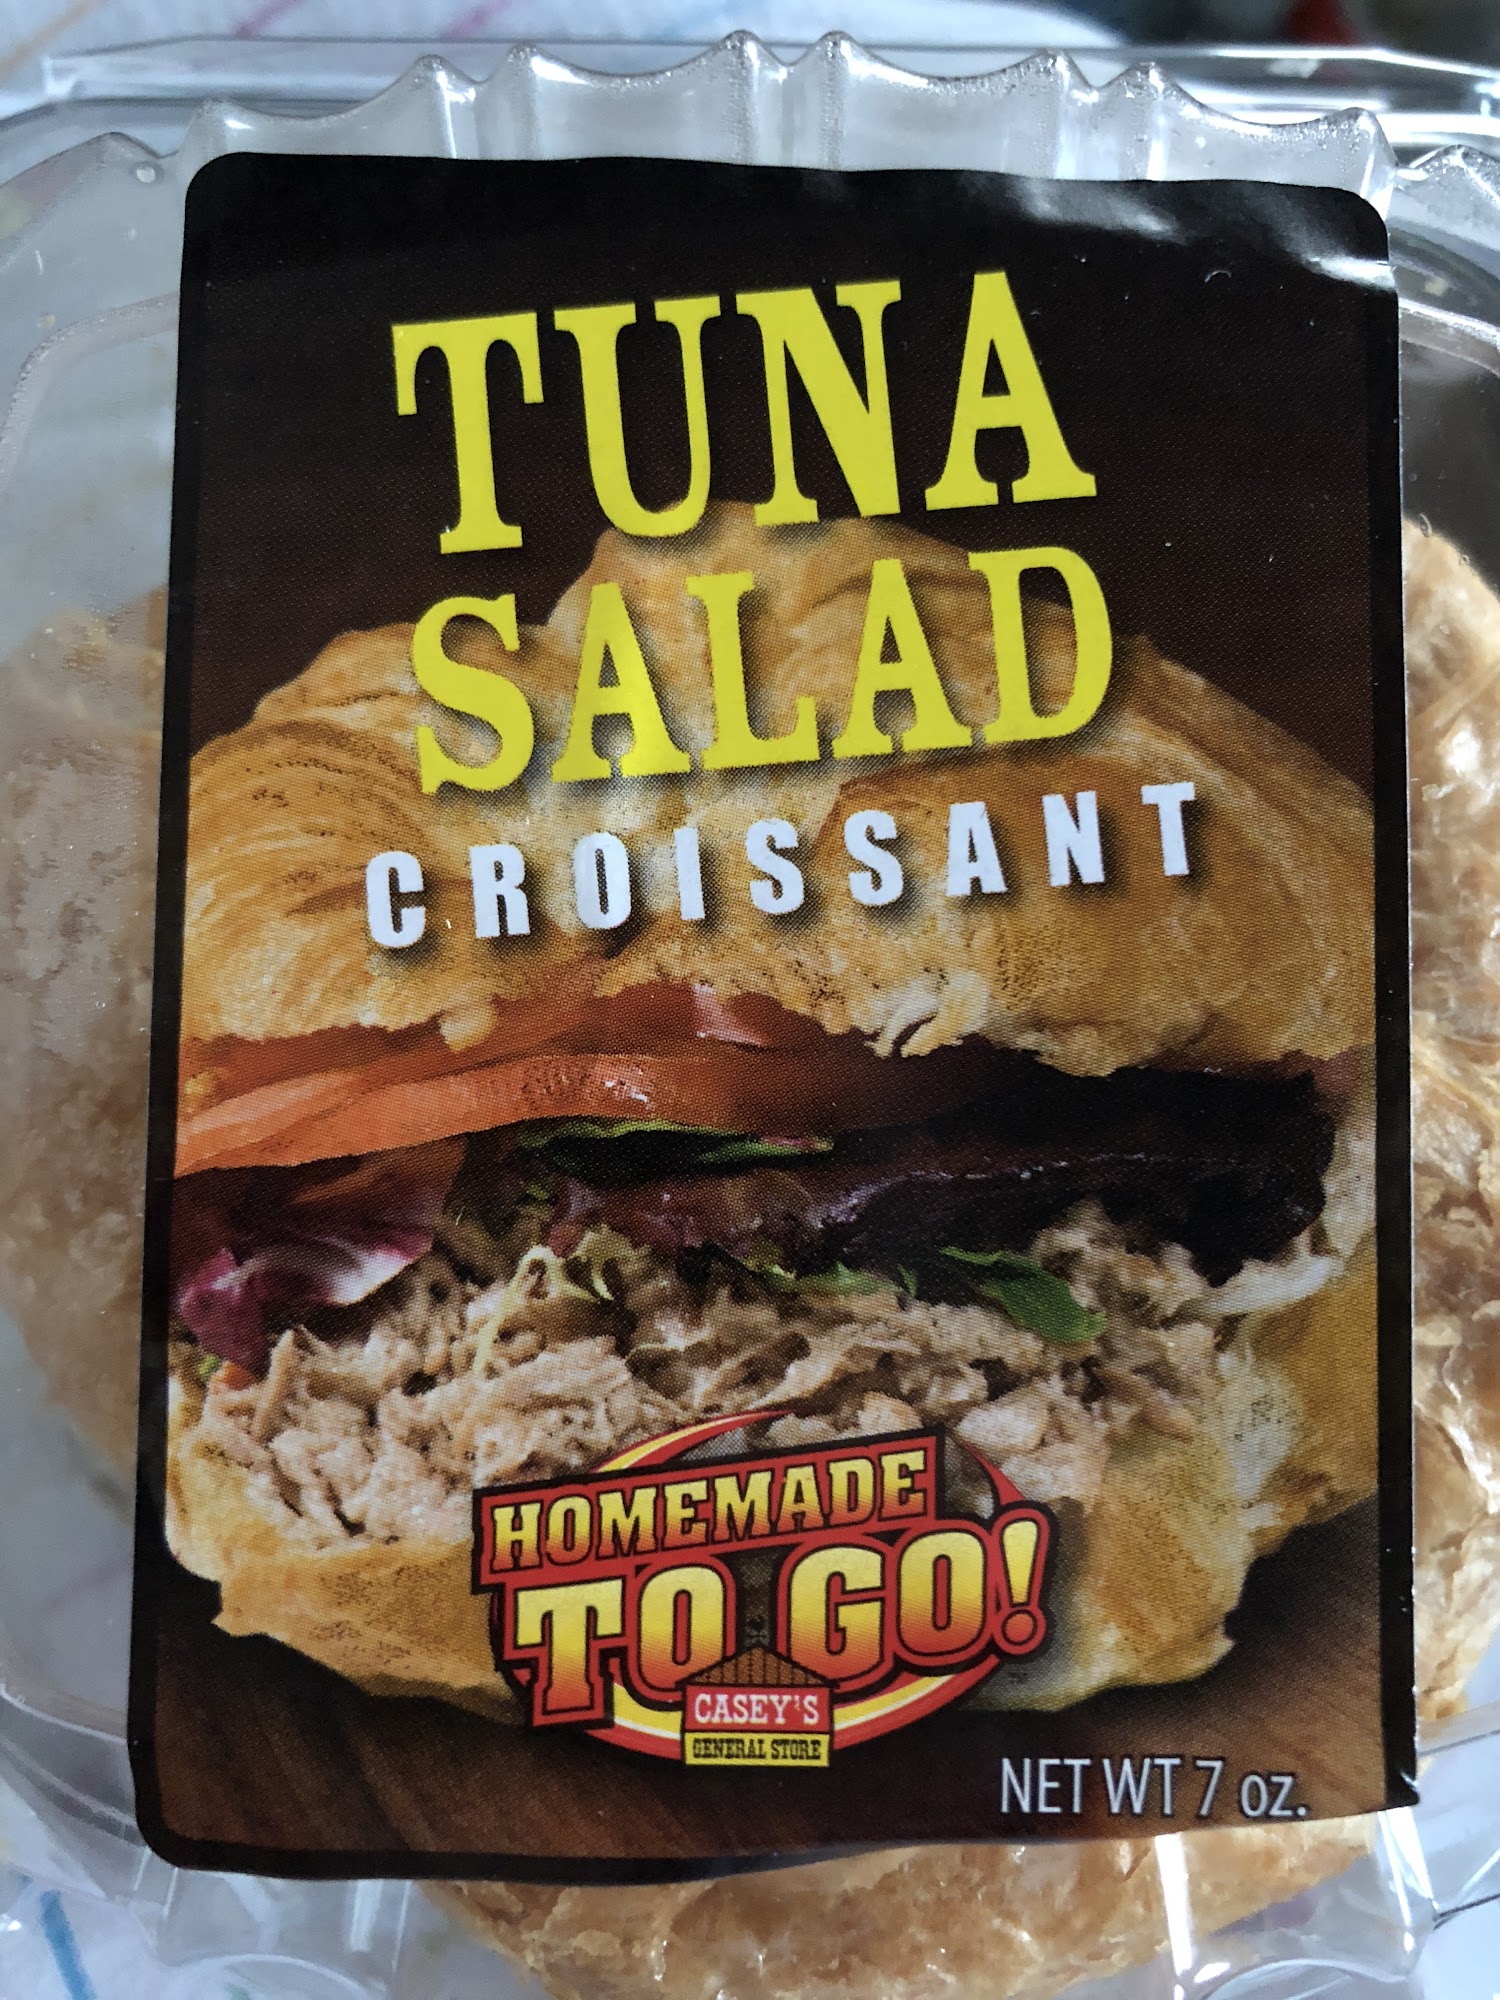 TUNA
SALAD
CROISSANT
HOMEMADE
TO GO!
CASEY'S
GENERAL STORE
NET WT 7 oz.